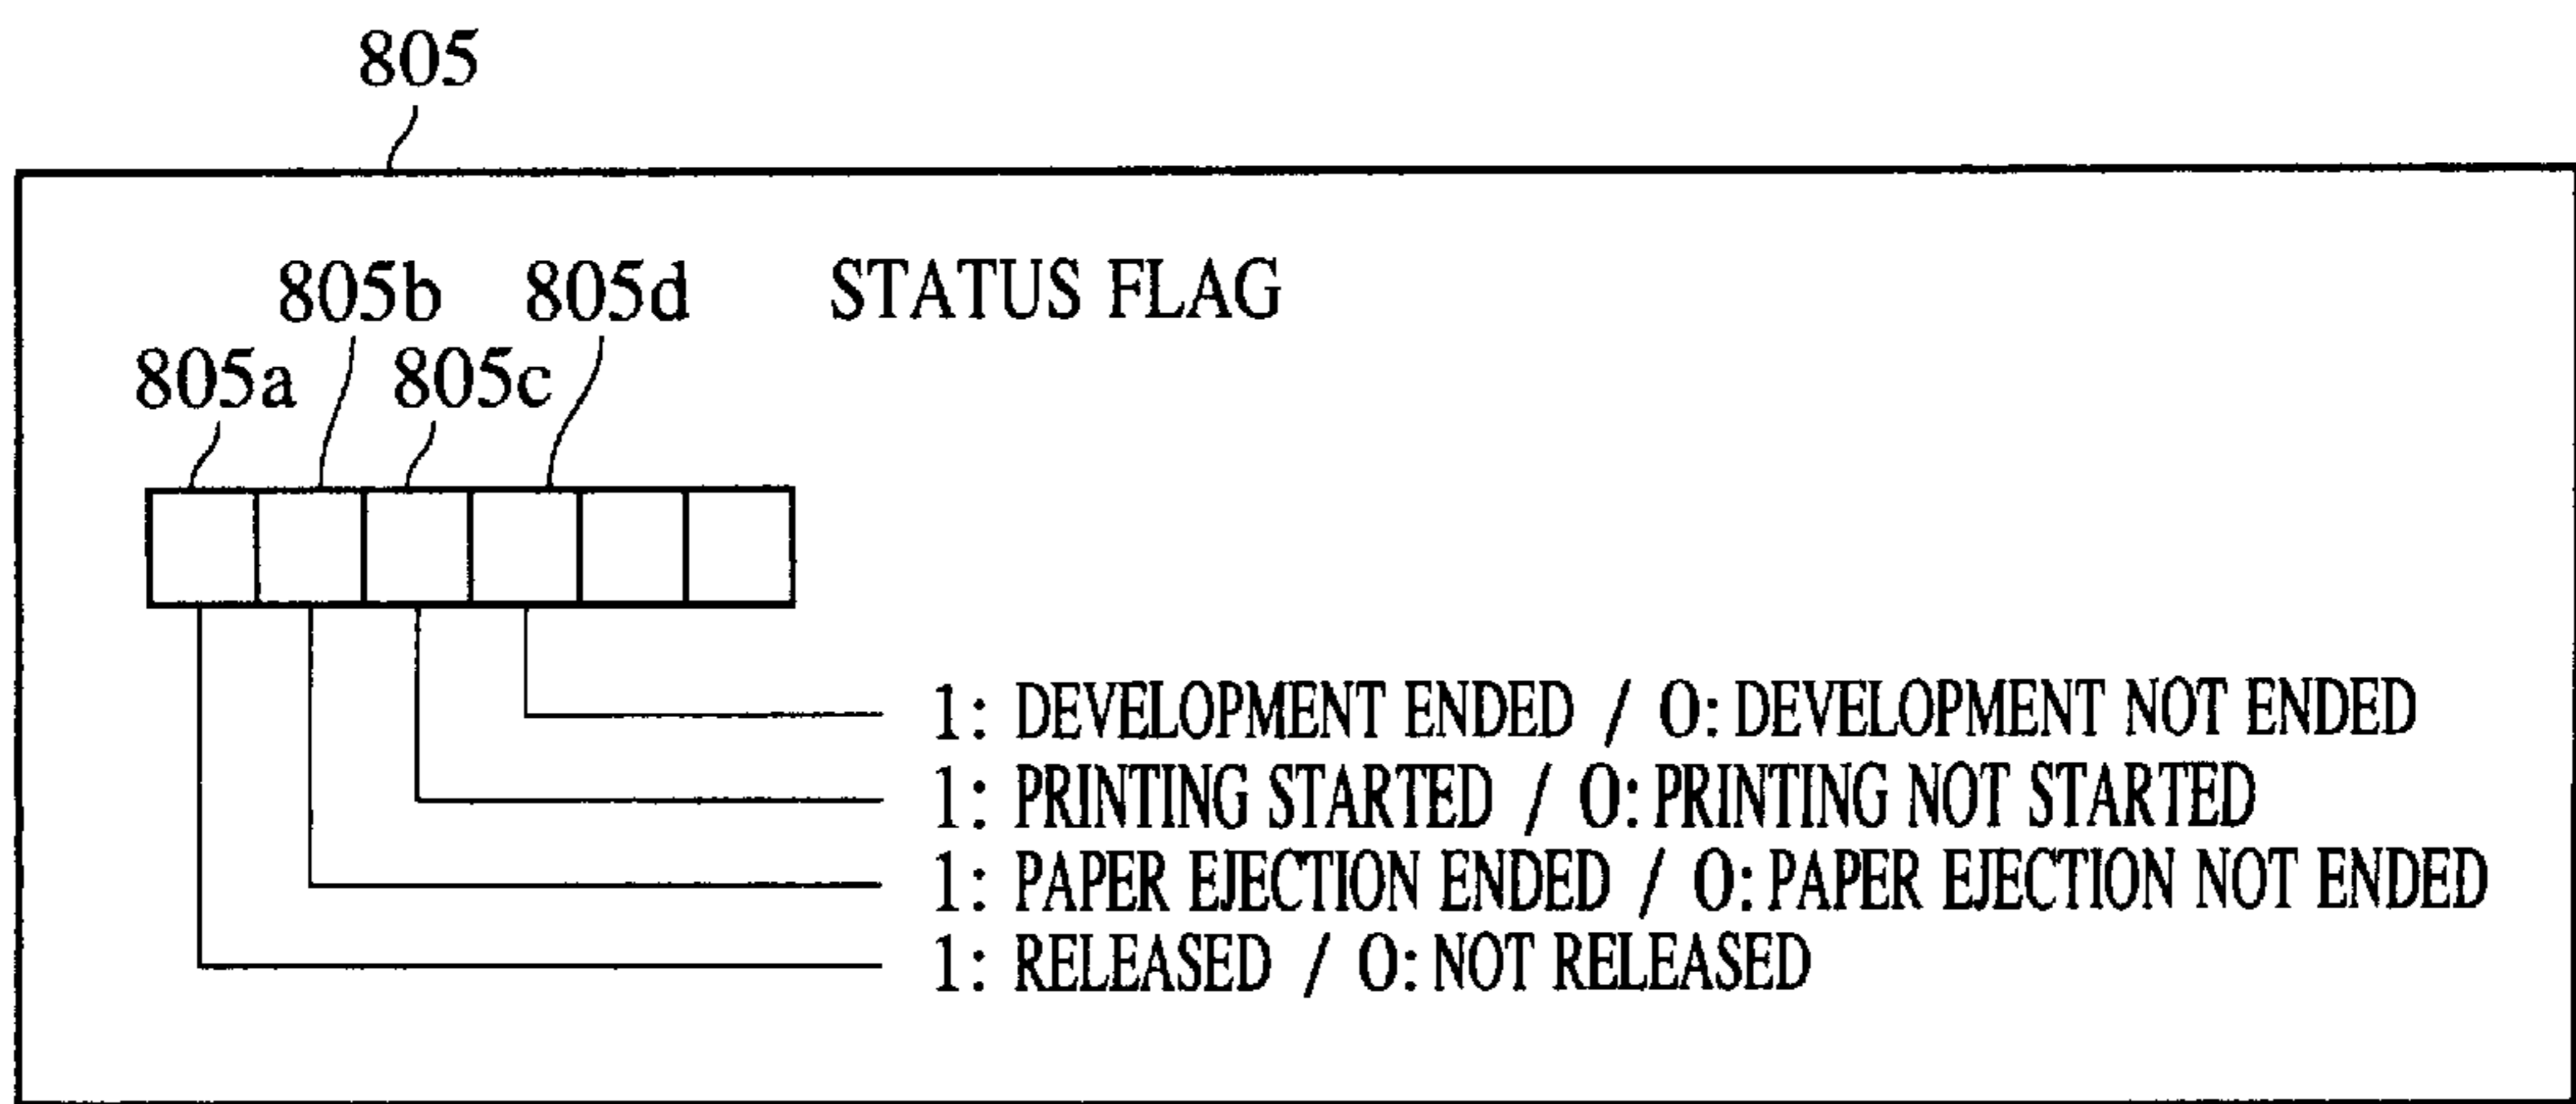 805
805b 805d STATUS FLAG
805a 805c
1: DEVELOPMENT ENDED / O: DEVELOPMENT NOT ENDED
1: PRINTING STARTED / O: PRINTING NOT STARTED
1: PAPER EJECTION ENDED / O: PAPER EJECTION NOT ENDED
1: RELEASED / O: NOT RELEASED